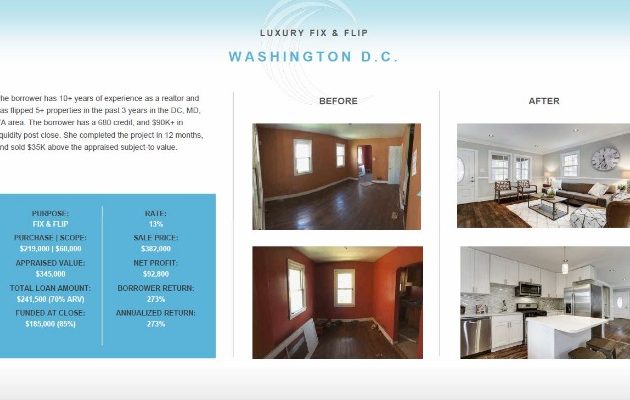 LUXURY FIX & FLIP
WASHINGTON D.C.
he borrower has 10+ years of experience as a realtor and
as flipped 5+ properties in the past 3 years in the DC, MD,
A area. The borrower has a 680 credit, and $90K+ in
quidity post close. She completed the project in 12 months,
nd sold $35K above the appraised subject-to value.
BEFORE
AFTER
PURPOSE:
FIX & FLIP
PURCHASE | SCOPE:
$219,000 | $60,000
APPRAISED VALUE:
$345,000
TOTAL LOAN AMOUNT:
$241,500 (70% ARV)
FUNDED AT CLOSE:
$185,000 (85%)
RATE:
13%
SALE PRICE:
$382,000
NET PROFIT:
$92,800
BORROWER RETURN:
273%
ANNUALIZED RETURN:
273%